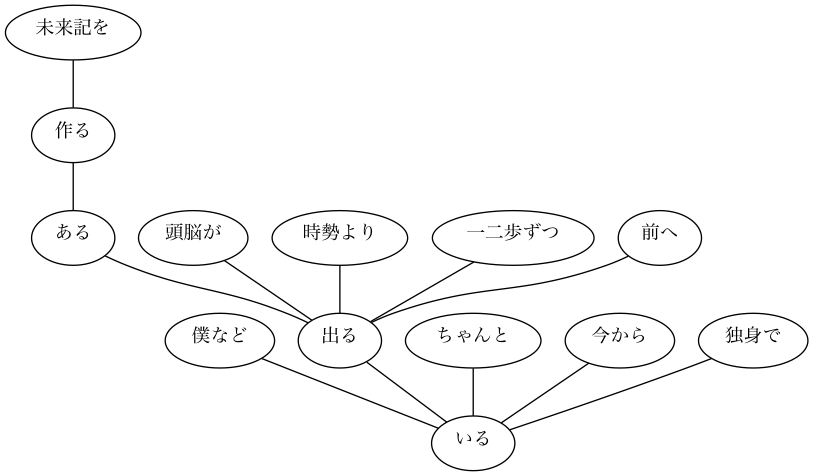 未来記を
作る
ある 頭脳が 時勢より 一二歩ずつ 前へ
僕など 出る ちゃんと 今から 独身で
いる